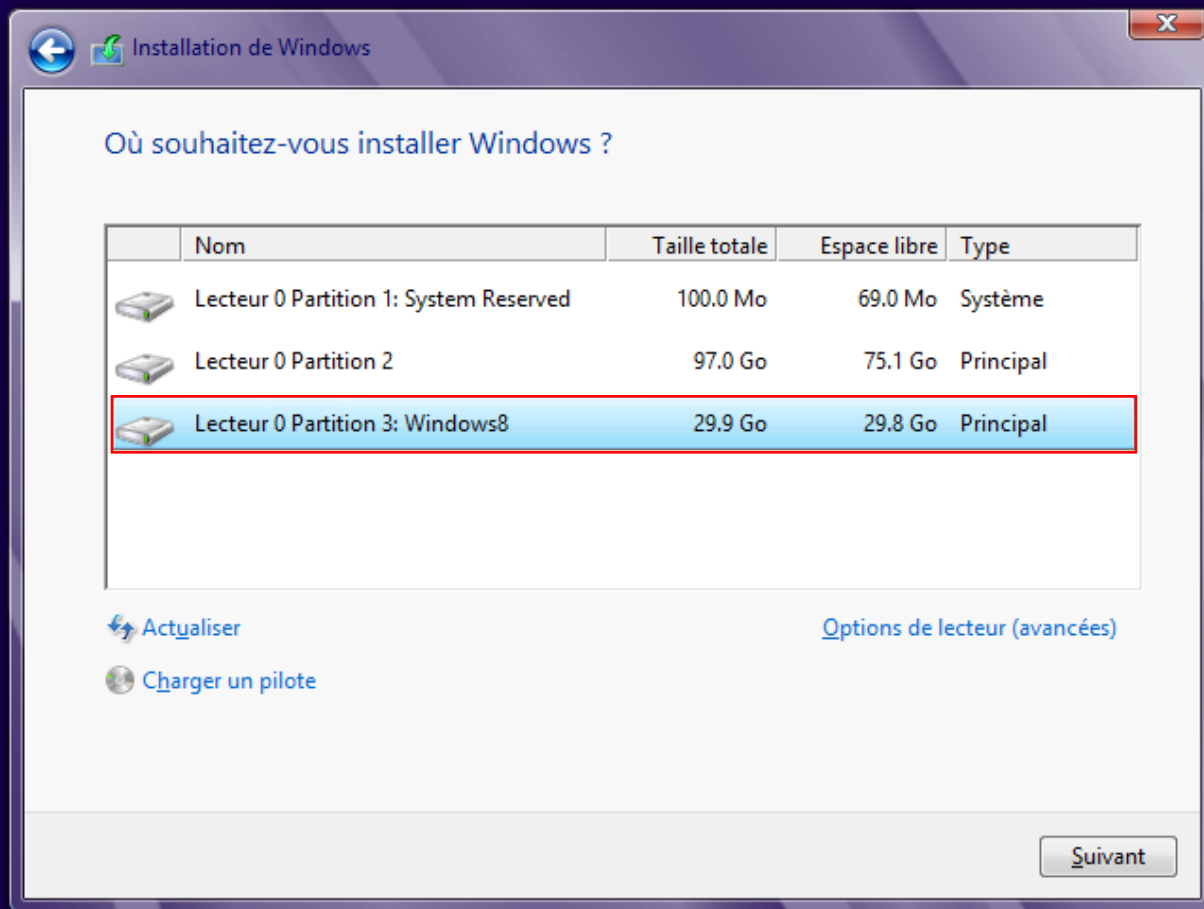 Installation de Windows
Où souhaitez-vous installer Windows ?
Nom Taille totale Espace libre Type
Lecteur 0 Partition 1: System Reserved 100.0 Mo 69.0 Mo Système
Lecteur 0 Partition 2 97.0 Go 75.1 Go Principal
Lecteur 0 Partition 3: Windows8 29.9 Go 29.8 Go Principal
Actualiser Options de lecteur (avancées)
Charger un pilote
Suivant